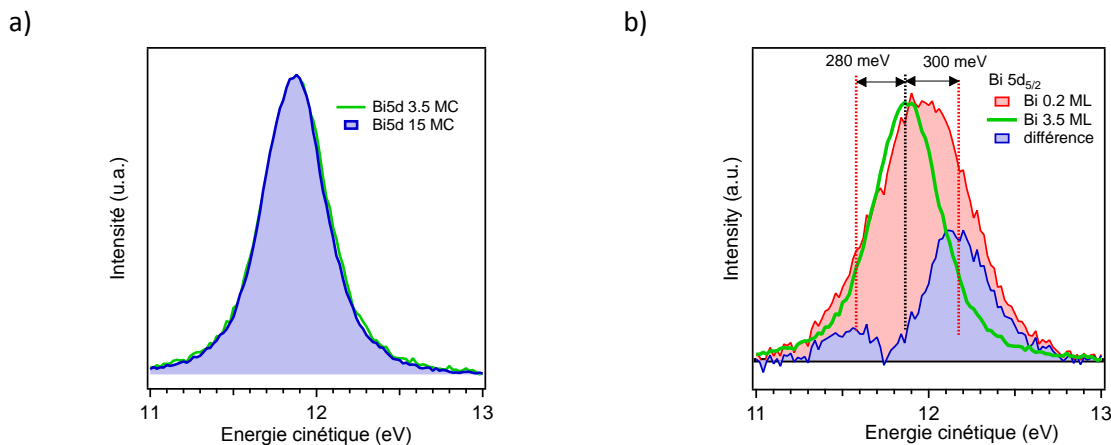 a)
Intensité (u.a.)
Bi5d 3.5 MC
Bi5d 15 MC
11
12
13
Energie cinétique (eV)
b)
280 meV
300 meV
Bi 5d5/2
Bi 0.2 ML
Bi 3.5 ML
différence
Intensity (a.u.)
11
12
13
Energie cinétique (eV)